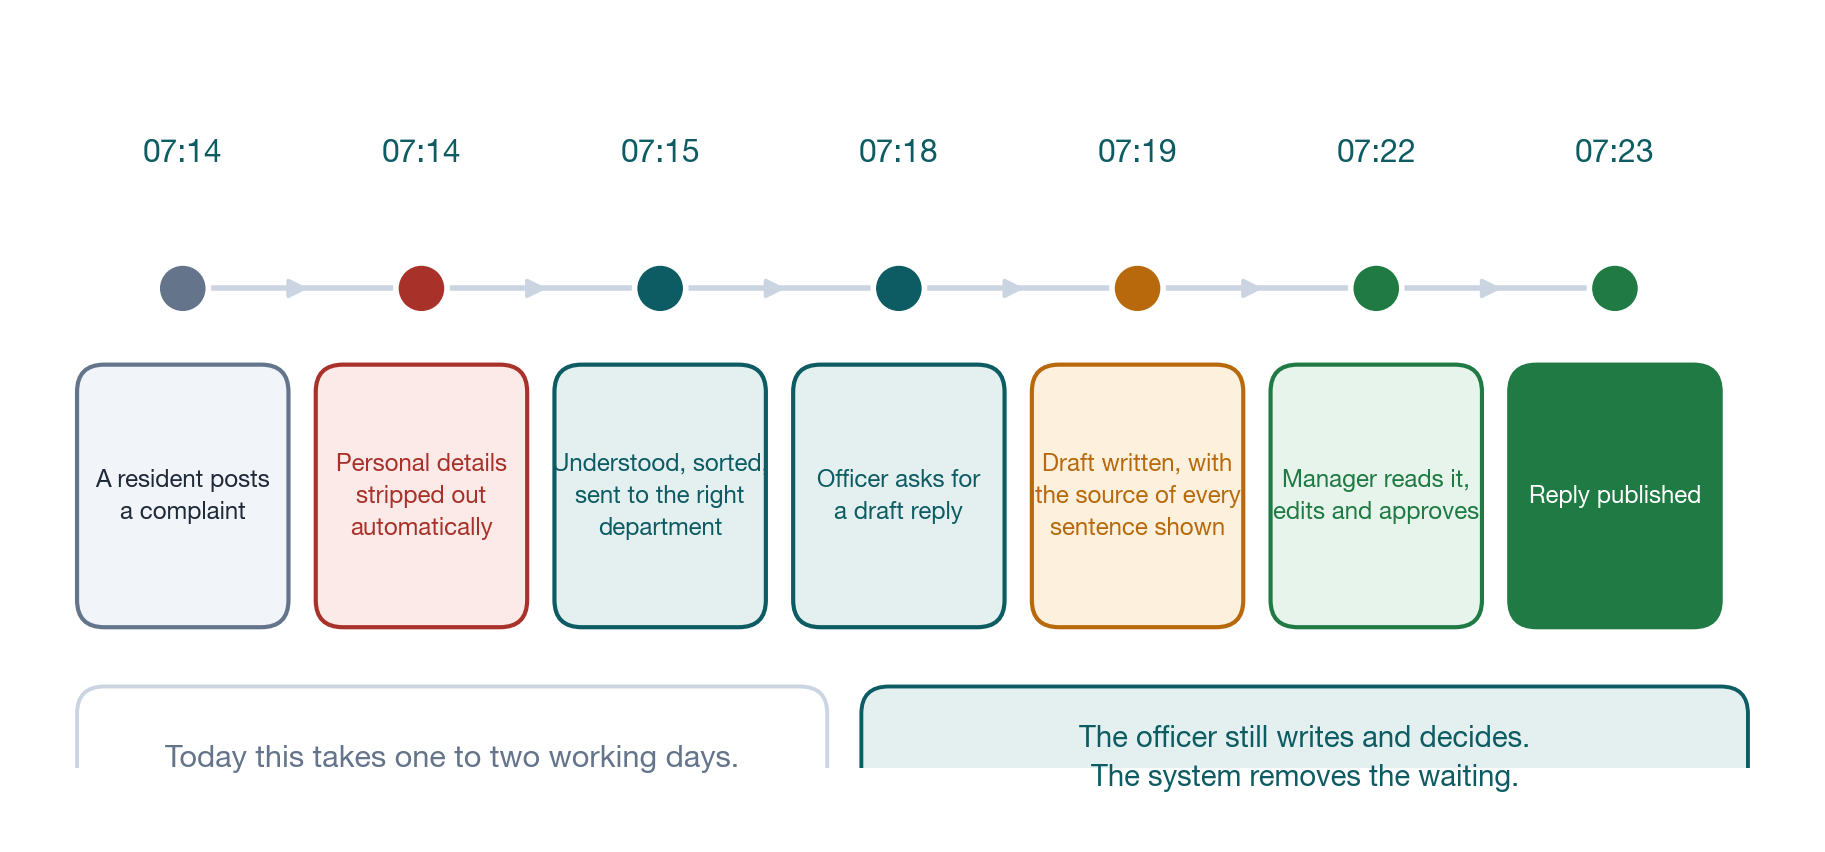 07:14
07:14
07:15
07:18
07:19
07:22
07:23
A resident posts
a complaint
Personal details
stripped out
automatically
Understood, sorted,
sent to the right
department
Officer asks for
a draft reply
Draft written, with
the source of every
sentence shown
Manager reads it,
edits and approves
Reply published
Today this takes one to two working days.
The officer still writes and decides.
The system removes the waiting.